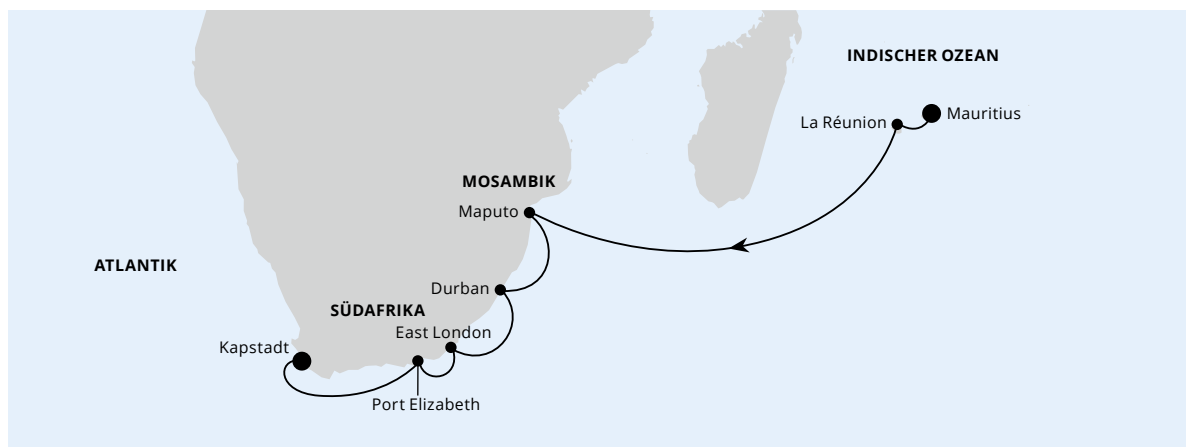 INDISCHER OZEAN
Mauritius
La Réunion
MOSAMBIK
Maputo
ATLANTIK
Durban
SÜDAFRIKA
East London
Kapstadt
Port Elizabeth